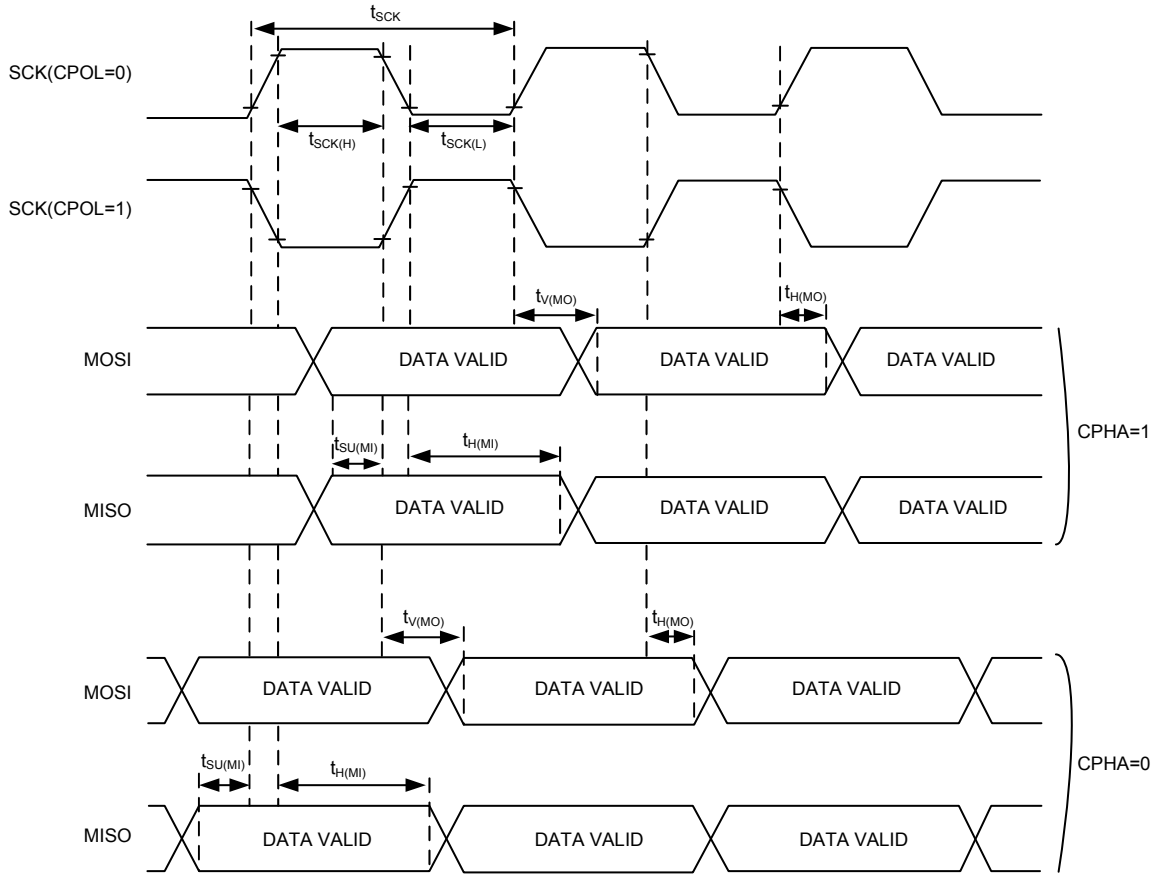 tSCK
SCK(CPOL=0)
tSCK(H)
tSCK(L)
SCK(CPOL=1)
tV(MO)
tH(MO)
MOSI
DATA VALID
DATA VALID
DATA VALID
CPHA=1
tSU(MI)
tH(MI)
MISO
DATA VALID
DATA VALID
DATA VALID
tV(MO)
tH(MO)
MOSI
DATA VALID
DATA VALID
DATA VALID
CPHA=0
tSU(MI)
tH(MI)
MISO
DATA VALID
DATA VALID
DATA VALID